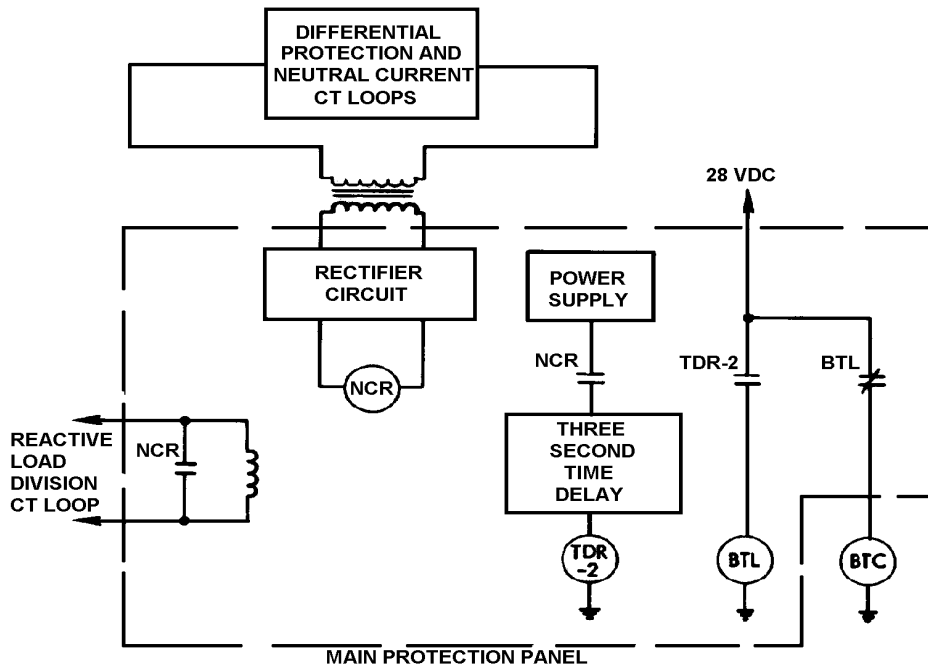 DIFFERENTIAL
PROTECTION AND
NEUTRAL CURRENT
CT LOOPS
28 VDC
RECTIFIER
CIRCUIT
POWER
SUPPLY
NCR
NCR
TDR-2
BTL
REACTIVE
LOAD
DIVISION
CT LOOP
NCR
THREE
SECOND
TIME
DELAY
TDR
-2
BTL
BTC
MAIN PROTECTION PANEL